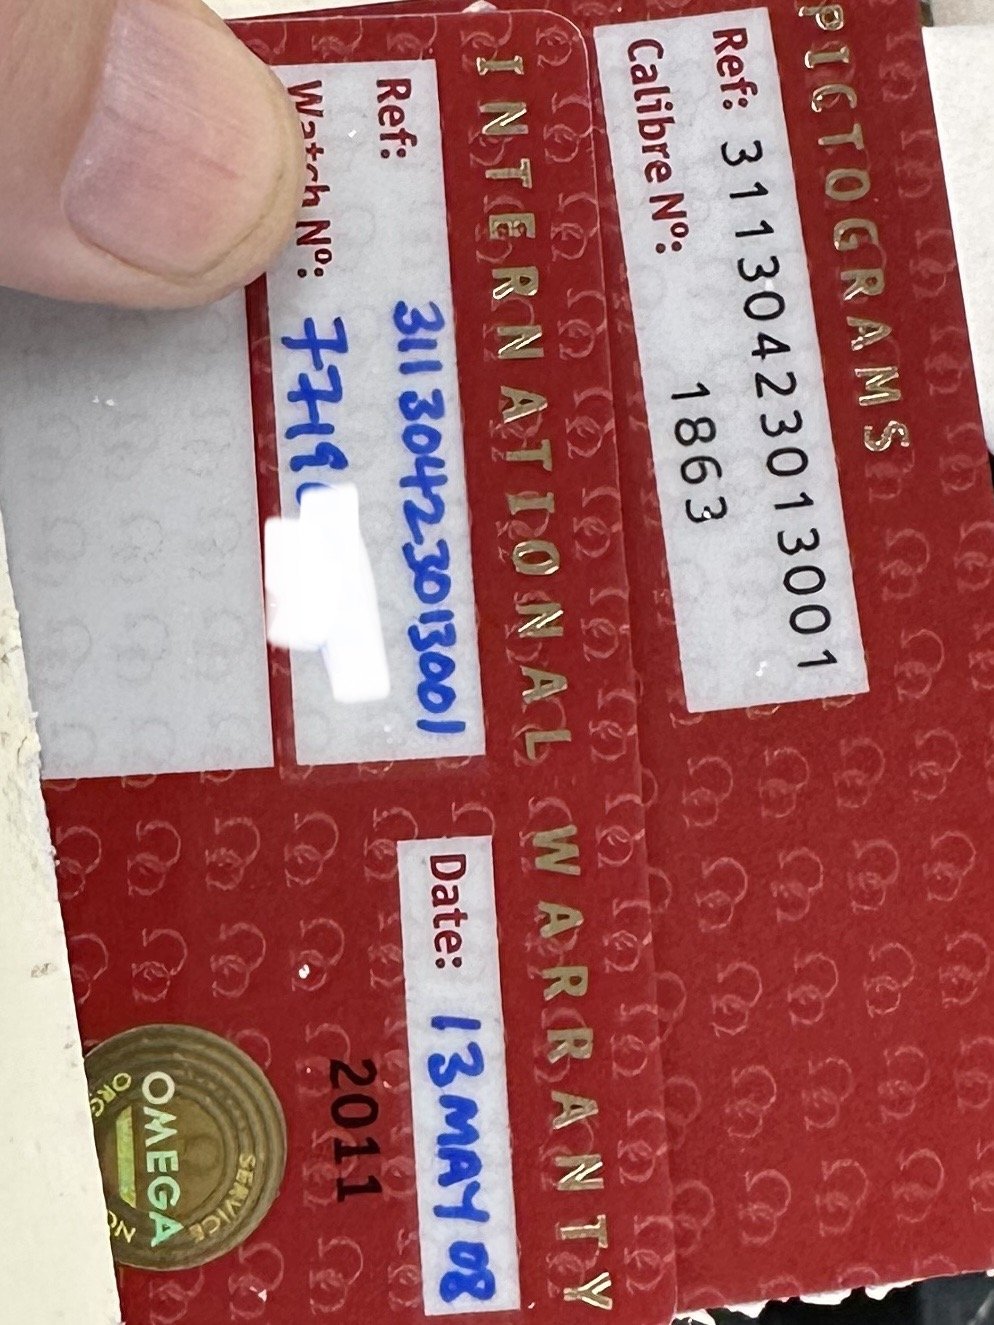 PICTOGRAMS
Ref: 31130423013001
Calibre Nº: 1863
INTERNATIONAL WARRANTY
Ref: 31130423013001
Watch Nº: 7719
Date: 13 MAY 08
2011
OMEGA
SERVICE